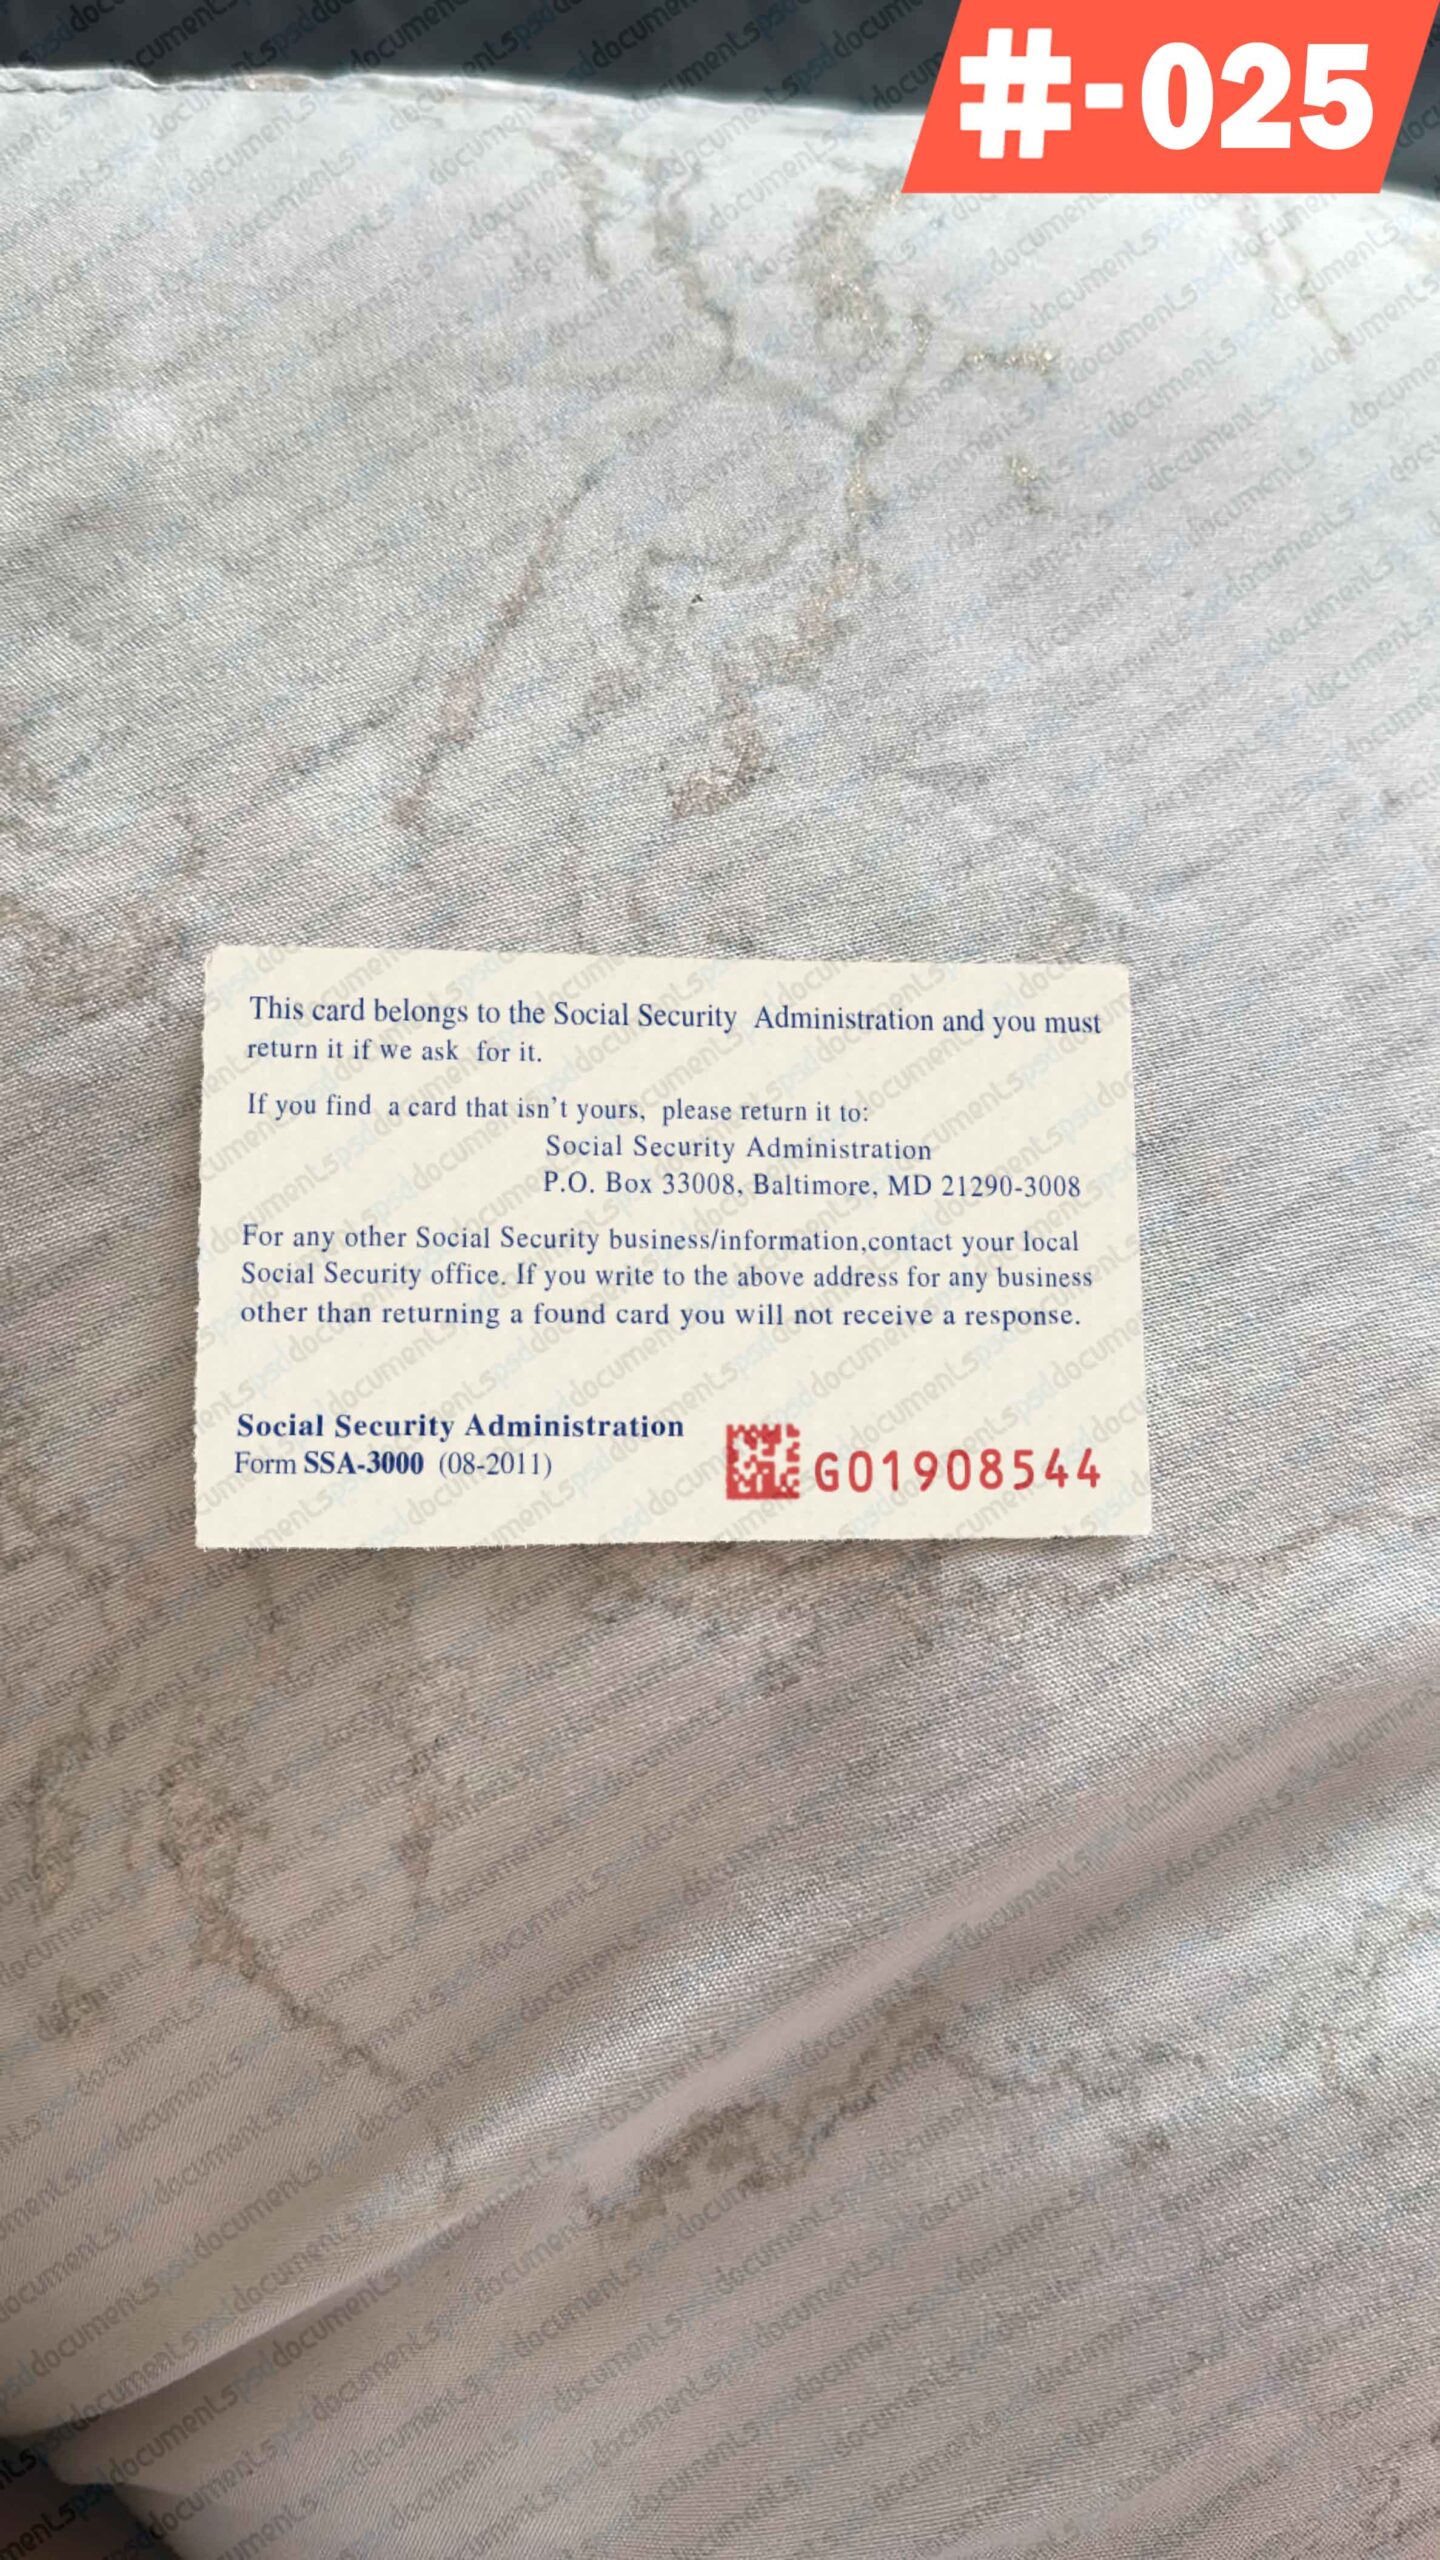 #-025
This card belongs to the Social Security Administration and you must
return it if we ask for it.
If you find a card that isn't yours, please return it to:
Social Security Administration
P.O. Box 33008, Baltimore, MD 21290-3008
For any other Social Security business/information,contact your local
Social Security office. If you write to the above address for any business
other than returning a found card you will not receive a response.
Social Security Administration
Form SSA-3000 (08-2011)
G01908544
psddocuments